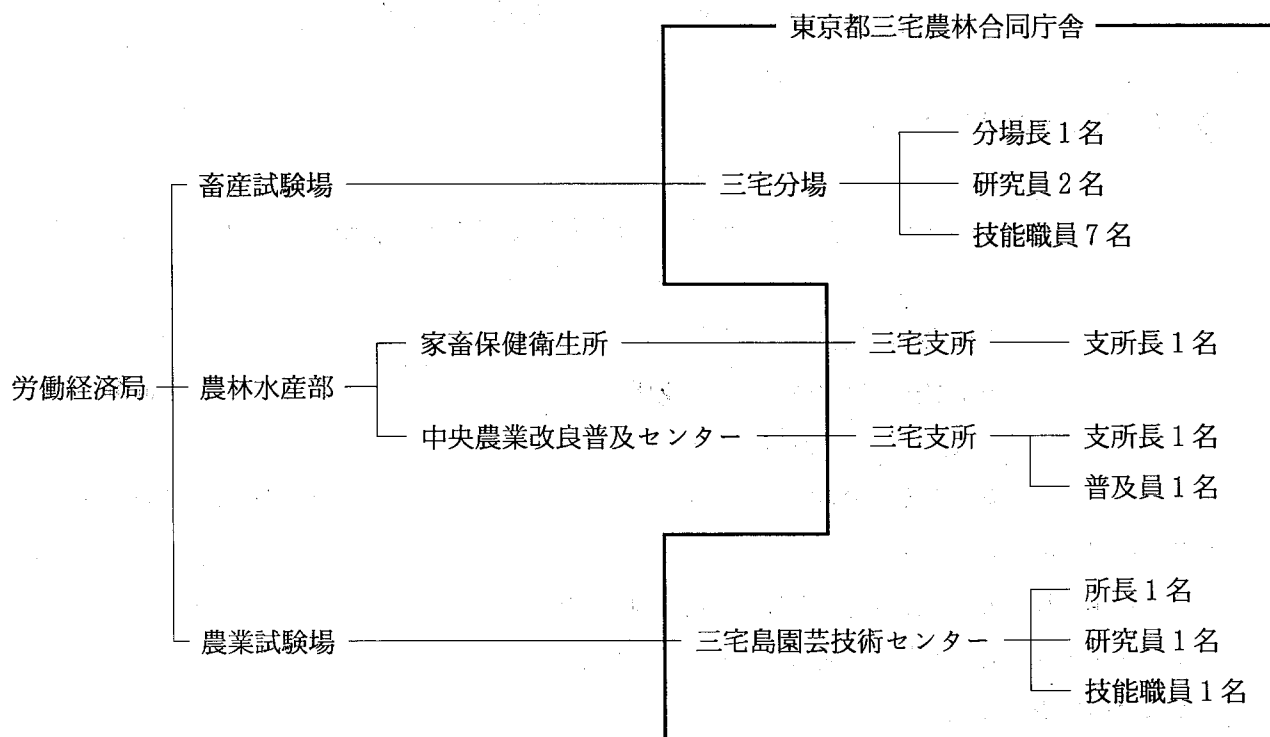 東京都三宅農林合同庁舎
分場長1名
畜産試験場
三宅分場
研究員2名
技能職員7名
家畜保健衛生所
三宅支所
支所長1名
労働経済局
農林水産部
中央農業改良普及センター
三宅支所
支所長1名
普及員1名
所長1名
農業試験場
三宅島園芸技術センター
研究員1名
技能職員1名